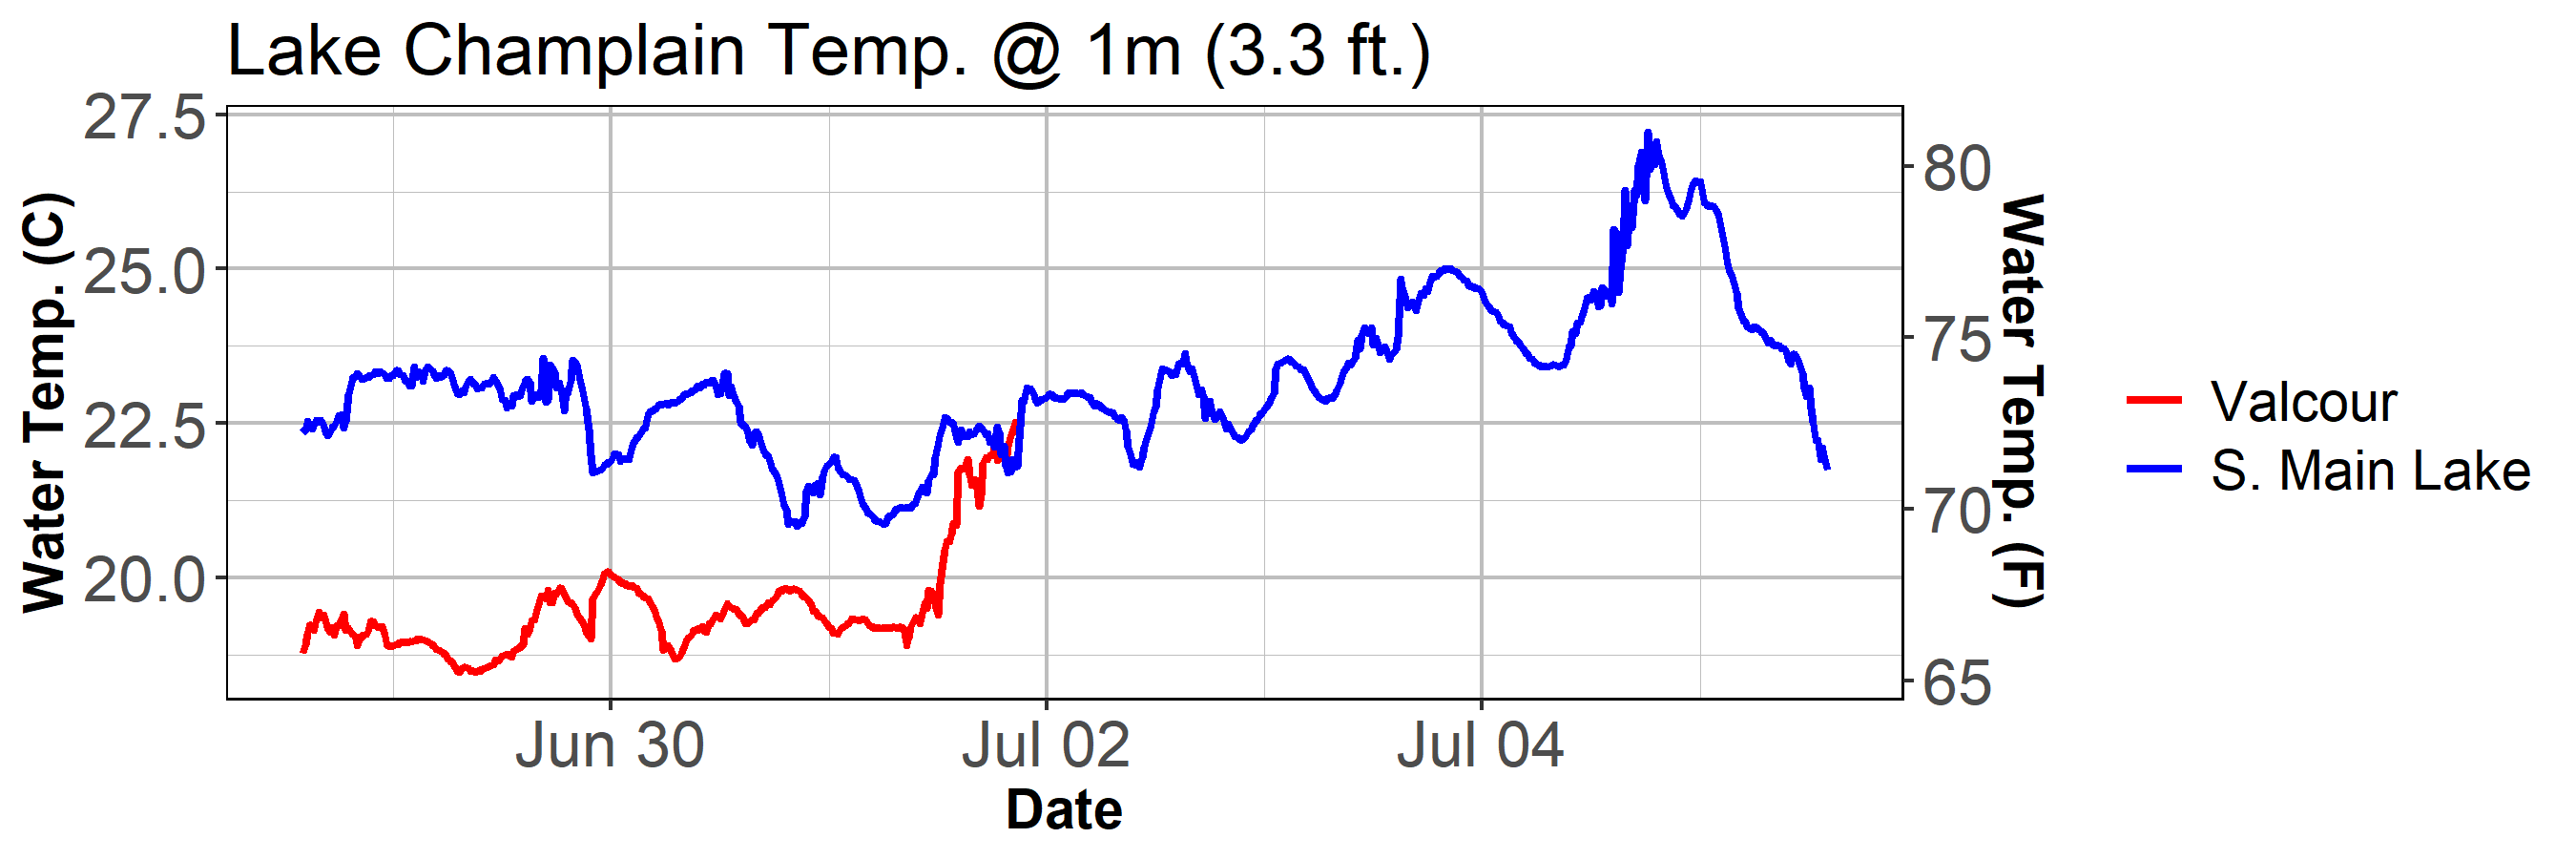 Lake Champlain Temp. @ 1m (3.3 ft.)
Water Temp. (C)
27.5
25.0
22.5
20.0
80
75
70
65
Water Temp. (F)
Jun 30
Jul 02
Jul 04
Date
Valcour
S. Main Lake